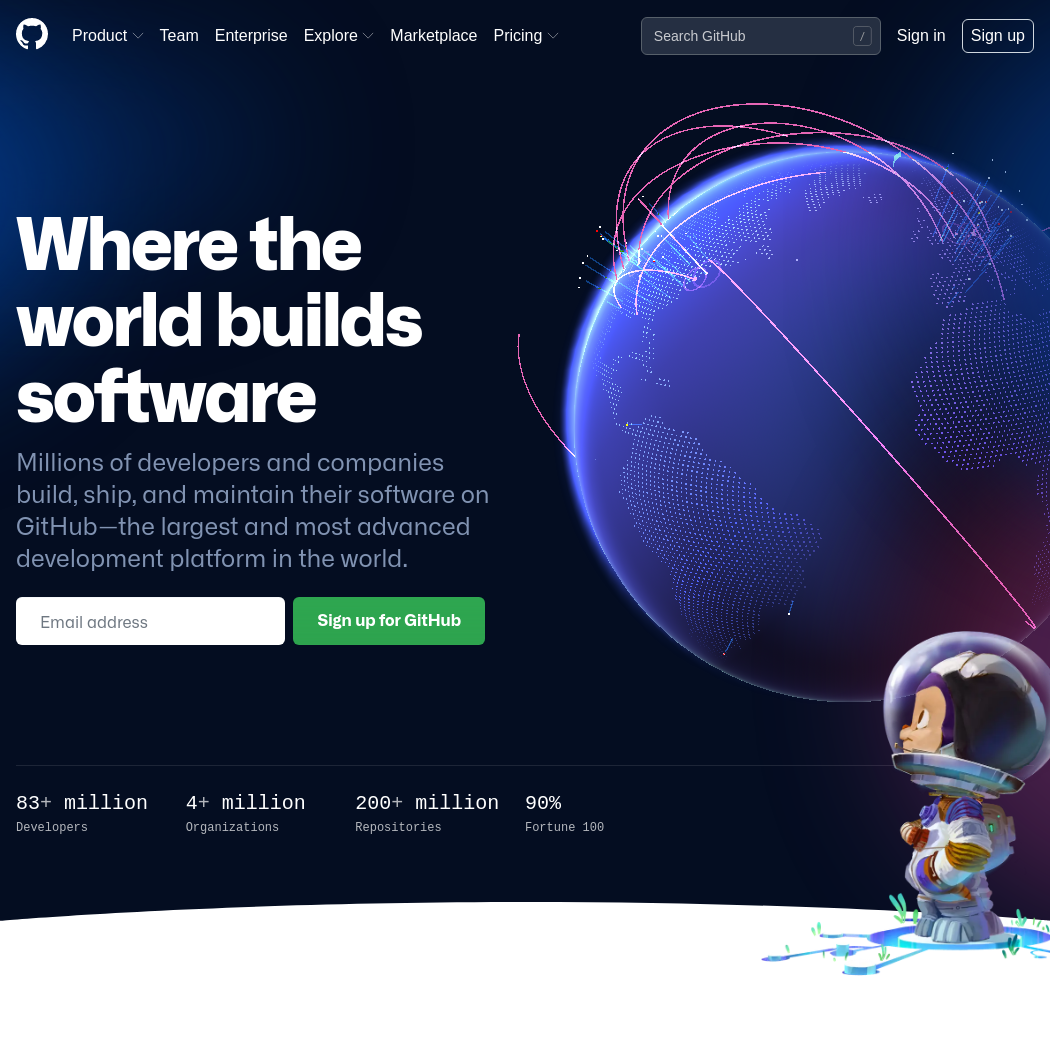 Product Team Enterprise Explore Marketplace Pricing Search GitHub / Sign in Sign up
Where the
world builds
software
Millions of developers and companies
build, ship, and maintain their software on
GitHub—the largest and most advanced
development platform in the world.
Email address Sign up for GitHub
83+ million 4+ million 200+ million 90%
Developers Organizations Repositories Fortune 100